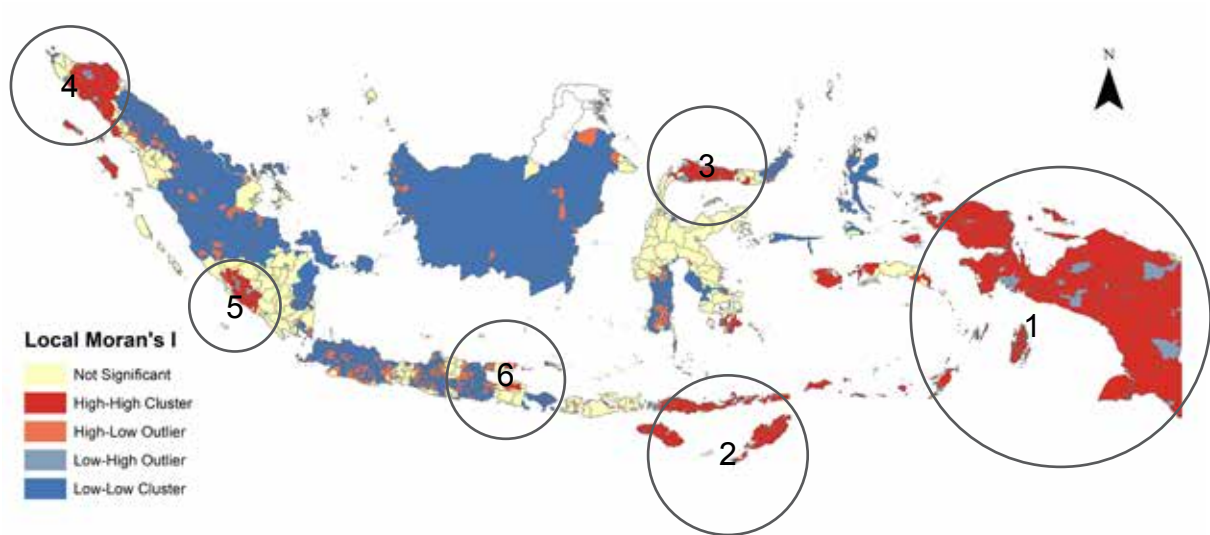 N
4
3
1
5
6
2
Local Moran's I
Not Significant
High-High Cluster
High-Low Outlier
Low-High Outlier
Low-Low Cluster